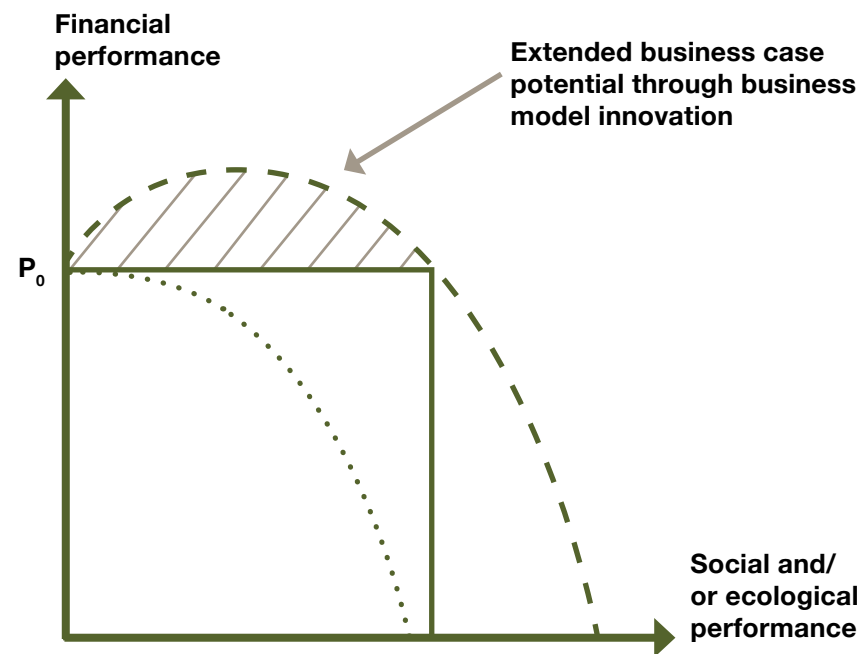 Financial
performance
Extended business case
potential through business
model innovation
P₀
Social and/
or ecological
performance